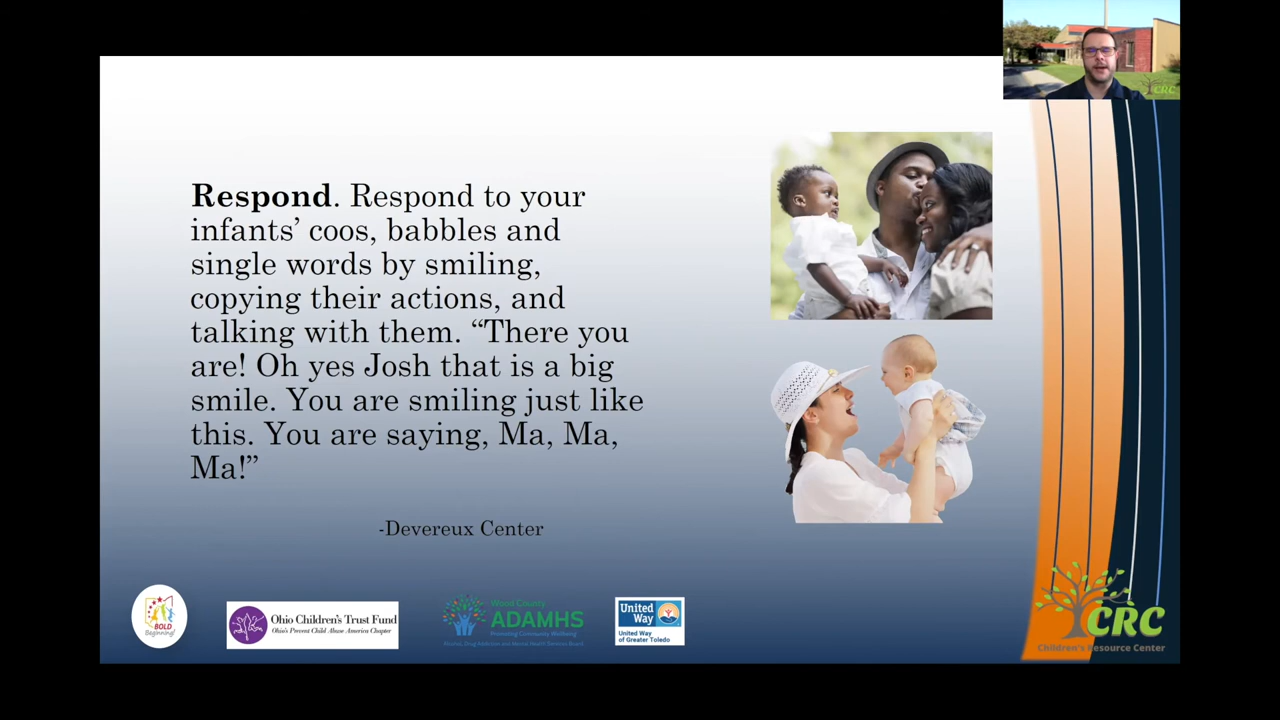 CRC
Respond. Respond to your
infants’ coos, babbles and
single words by smiling,
copying their actions, and
talking with them. “There you
are! Oh yes Josh that is a big
smile. You are smiling just like
this. You are saying, Ma, Ma,
Ma!”
-Devereux Center
BOLD
Beginning!
Ohio Children's Trust Fund
Ohio's Prevent Child Abuse America Chapter
Wood County
ADAMHS
Promoting Community Wellbeing
Alcohol, Drug Addiction and Mental Health Services Board
United
Way
United Way
of Greater Toledo
CRC
Children's Resource Center